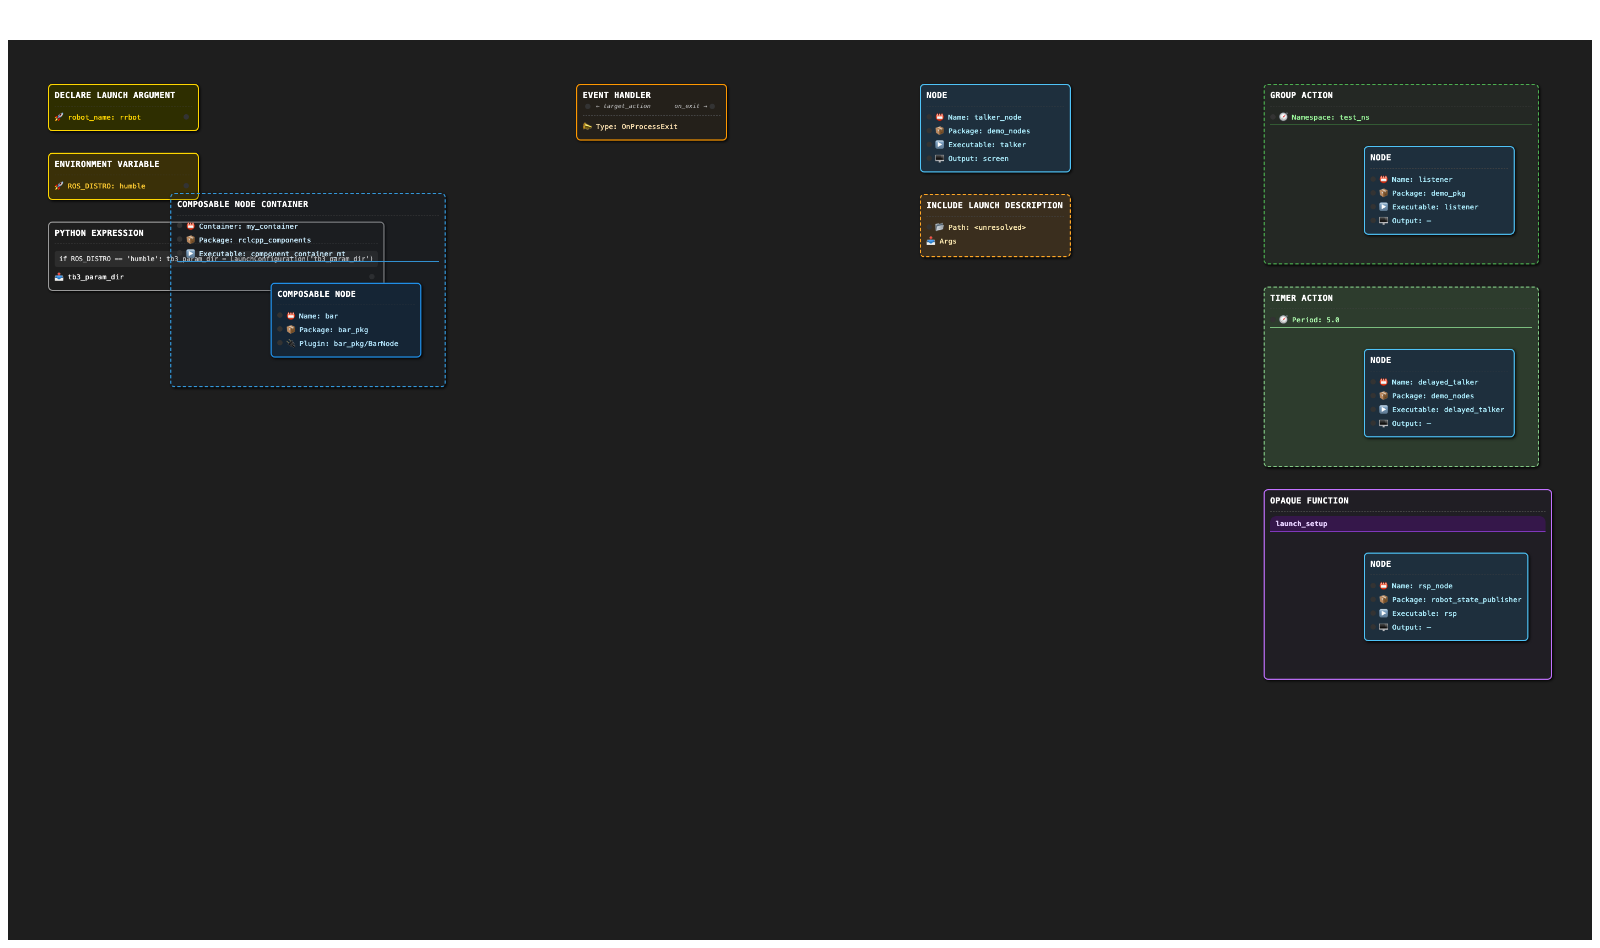 DECLARE LAUNCH ARGUMENT
robot_name: rrbot
ENVIRONMENT VARIABLE
ROS_DISTRO: humble
PYTHON EXPRESSION
if ROS_DISTRO == 'humble': tb3_param_dir = LaunchConfiguration('tb3_param_dir')
tb3_param_dir
COMPOSABLE NODE CONTAINER
Container: my_container
Package: rclcpp_components
Executable: component_container_mt
COMPOSABLE NODE
Name: bar
Package: bar_pkg
Plugin: bar_pkg/BarNode
EVENT HANDLER
← target_action on_exit →
Type: OnProcessExit
NODE
Name: talker_node
Package: demo_nodes
Executable: talker
Output: screen
INCLUDE LAUNCH DESCRIPTION
Path: <unresolved>
Args
GROUP ACTION
Namespace: test_ns
NODE
Name: listener
Package: demo_pkg
Executable: listener
Output: —
TIMER ACTION
Period: 5.0
NODE
Name: delayed_talker
Package: demo_nodes
Executable: delayed_talker
Output: —
OPAQUE FUNCTION
launch_setup
NODE
Name: rsp_node
Package: robot_state_publisher
Executable: rsp
Output: —